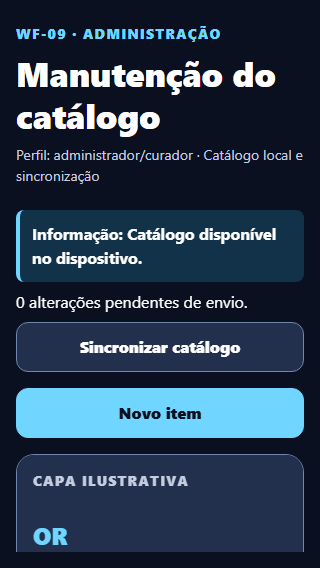 WF-09 · ADMINISTRAÇÃO
Manutenção do
catálogo
Perfil: administrador/curador · Catálogo local e
sincronização
Informação: Catálogo disponível
no dispositivo.
0 alterações pendentes de envio.
Sincronizar catálogo
Novo item
CAPA ILUSTRATIVA
OR